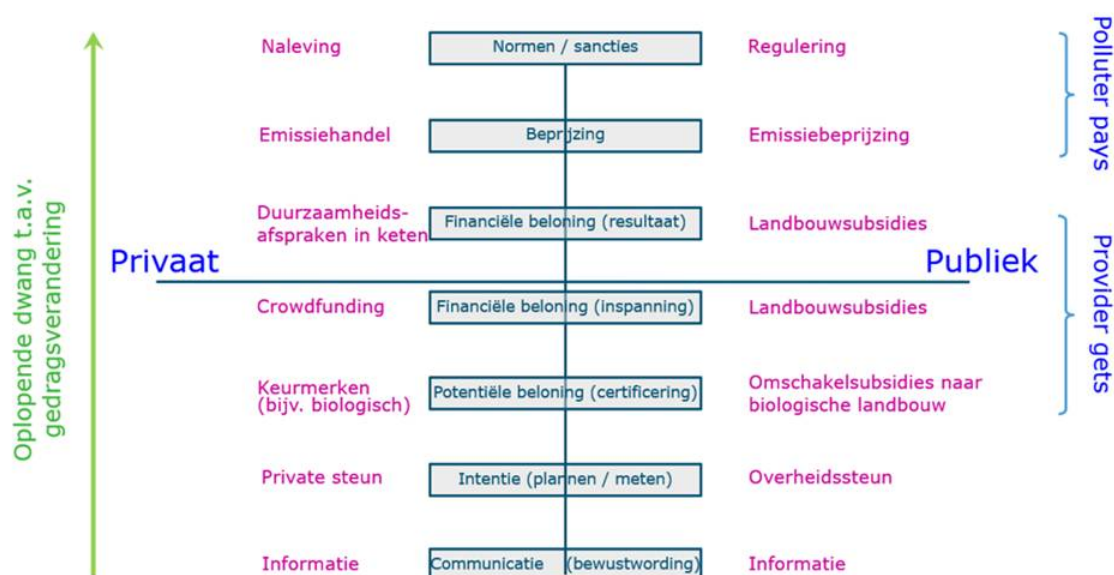 Naleving
Normen / sancties
Regulering
Polluter pays
Emissiehandel
Beprijzing
Emissiebeprijzing
Duurzaamheids-
afspraken in keten
Financiële beloning (resultaat)
Landbouwsubsidies
Oplopende dwang t.a.v.
gedragsverandering
Privaat
Publiek
Provider gets
Crowdfunding
Financiële beloning (inspanning)
Landbouwsubsidies
Keurmerken
(bijv. biologisch)
Potentiële beloning (certificering)
Omschakelsubsidies naar
biologische landbouw
Private steun
Intentie (plannen / meten)
Overheidssteun
Informatie
Communicatie (bewustwording)
Informatie